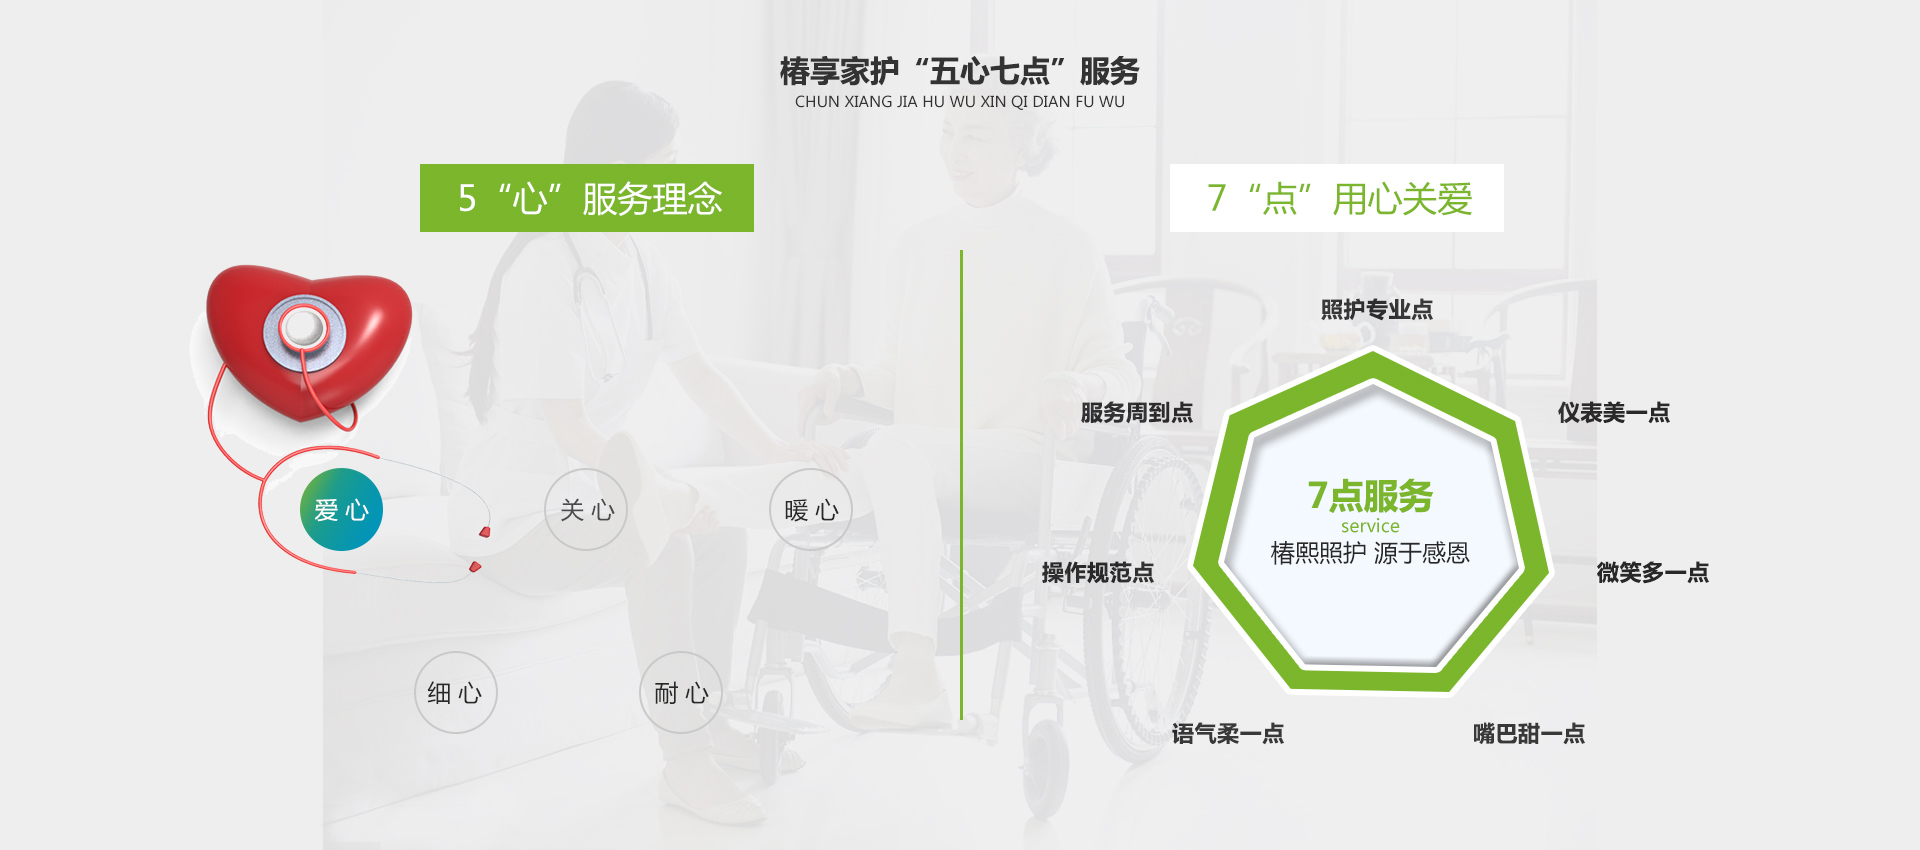 椿享家护“五心七点”服务
CHUN XIANG JIA HU WU XIN QI DIAN FU WU
5“心”服务理念
爱心
关心
暖心
细心
耐心
7“点”用心关爱
照护专业点
服务周到点
仪表美一点
7点服务
service
椿熙照护 源于感恩
操作规范点
微笑多一点
语气柔一点
嘴巴甜一点